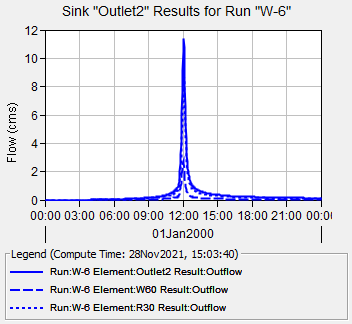 Sink "Outlet2" Results for Run "W-6"
12
10
8
6
4
2
0
Flow (cms)
00:00 03:00 06:00 09:00 12:00 15:00 18:00 21:00 00:0
01Jan2000
Legend (Compute Time: 28Nov2021, 15:03:40)
Run:W-6 Element:Outlet2 Result:Outflow
Run:W-6 Element:W60 Result:Outflow
Run:W-6 Element:R30 Result:Outflow